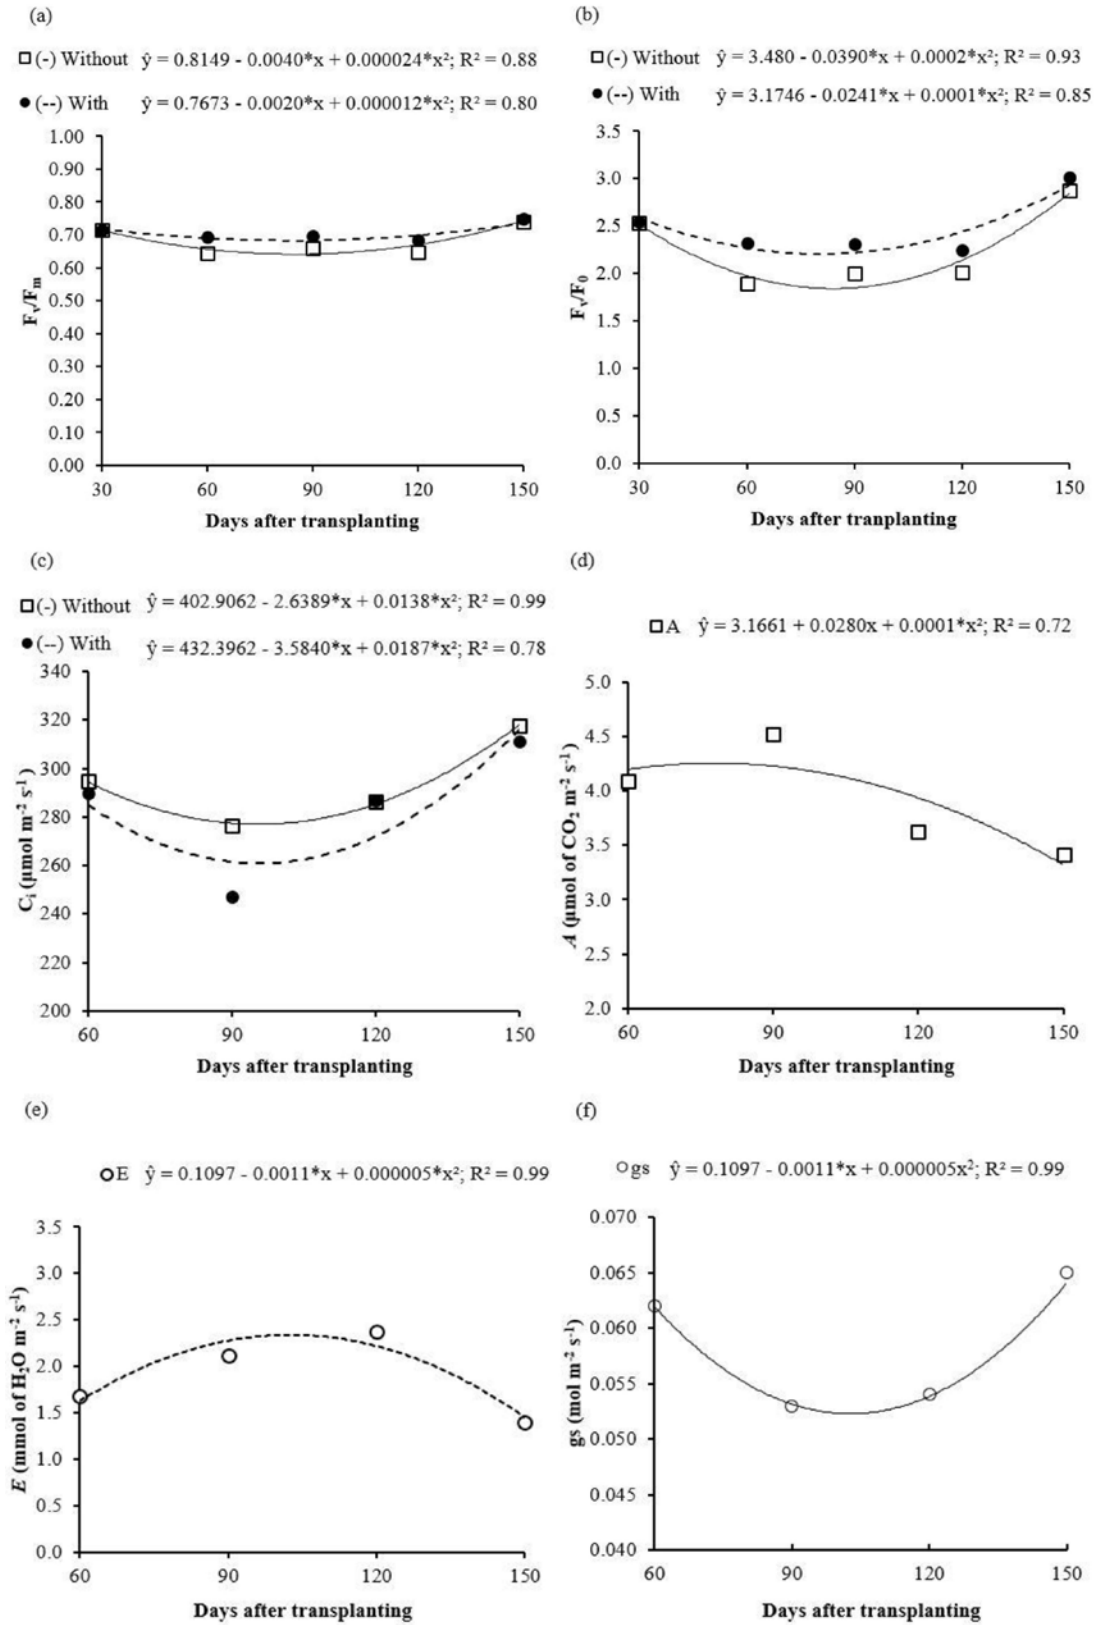 (a)
□ (-) Without ŷ = 0.8149 - 0.0040*x + 0.000024*x²; R² = 0.88
● (--) With ŷ = 0.7673 - 0.0020*x + 0.000012*x²; R² = 0.80
1.00
0.90
0.80
0.70
0.60
0.50
0.40
0.30
0.20
0.10
0.00
Fv/Fm
30 60 90 120 150
Days after transplanting
(b)
□ (-) Without ŷ = 3.480 - 0.0390*x + 0.0002*x²; R² = 0.93
● (--) With ŷ = 3.1746 - 0.0241*x + 0.0001*x²; R² = 0.85
3.5
3.0
2.5
2.0
1.5
1.0
0.5
0.0
Fv/F0
30 60 90 120 150
Days after tranplanting
(c)
□ (-) Without ŷ = 402.9062 - 2.6389*x + 0.0138*x²; R² = 0.99
● (--) With ŷ = 432.3962 - 3.5840*x + 0.0187*x²; R² = 0.78
340
320
300
280
260
240
220
200
Ci (µmol m⁻² s⁻¹)
60 90 120 150
Days after transplanting
(d)
□ A ŷ = 3.1661 + 0.0280x + 0.0001*x²; R² = 0.72
5.0
4.5
4.0
3.5
3.0
2.5
2.0
A (µmol of CO₂ m⁻² s⁻¹)
60 90 120 150
Days after transplanting
(e)
○ E ŷ = 0.1097 - 0.0011*x + 0.000005*x²; R² = 0.99
3.5
3.0
2.5
2.0
1.5
1.0
0.5
0.0
E (mmol of H₂O m⁻² s⁻¹)
60 90 120 150
Days after transplanting
(f)
○ gs ŷ = 0.1097 - 0.0011*x + 0.000005x²; R² = 0.99
0.070
0.065
0.060
0.055
0.050
0.045
0.040
gs (mol m⁻² s⁻¹)
60 90 120 150
Days after transplanting